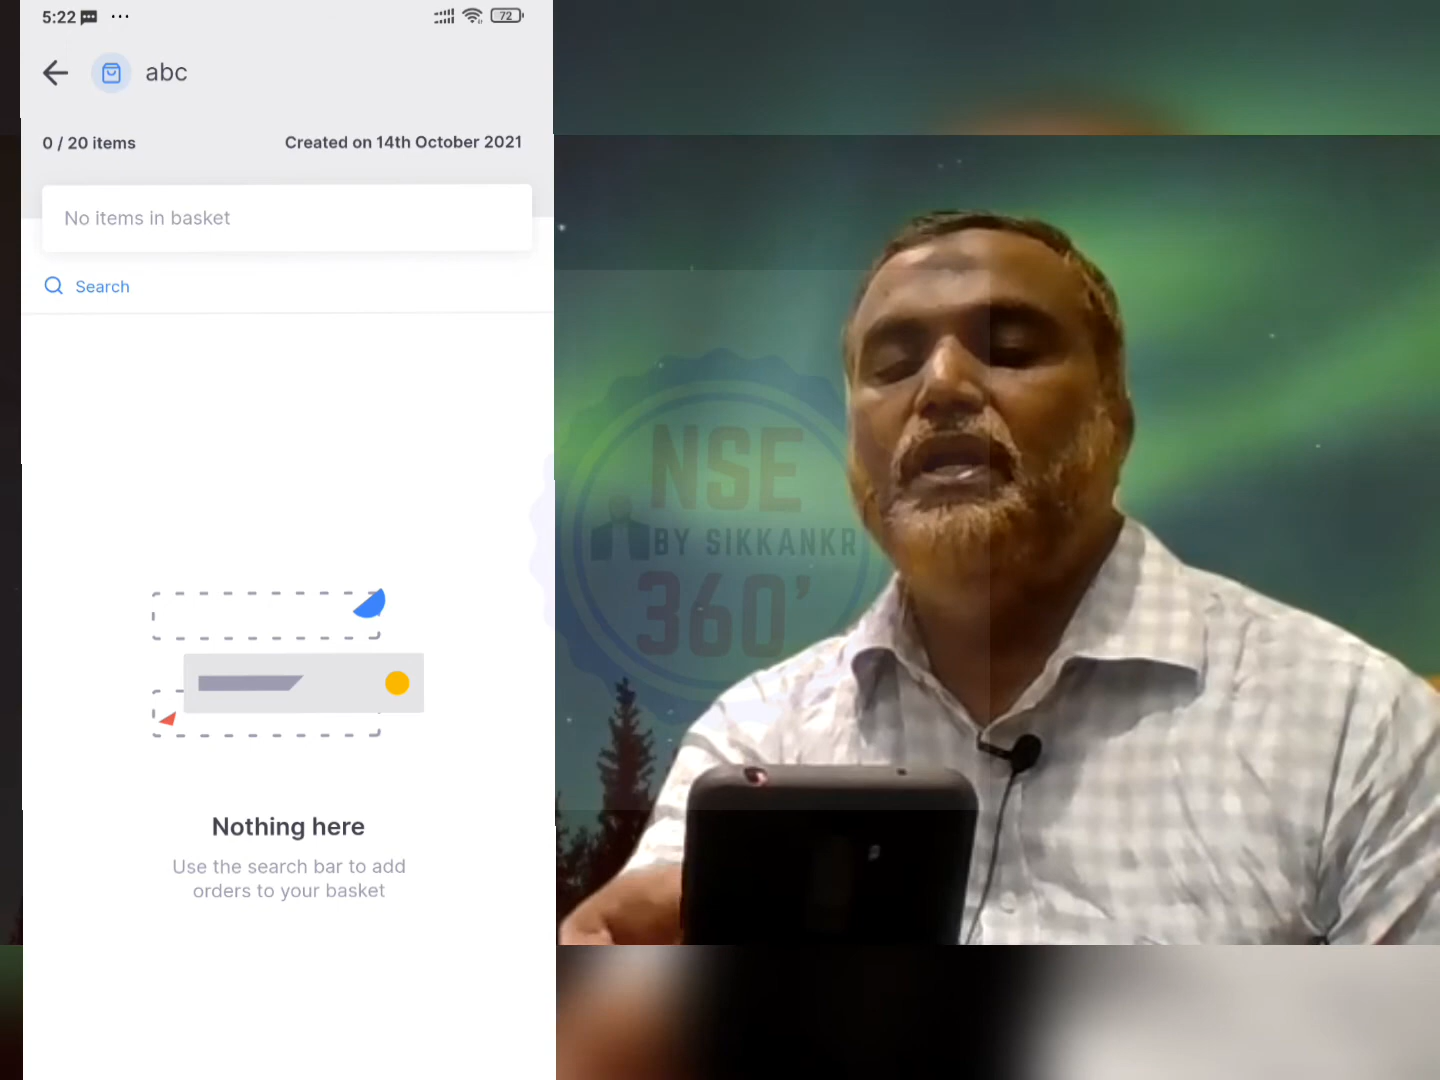 5:22
72
abc
0 / 20 items
Created on 14th October 2021
No items in basket
Search
NSE
BY SIKKANKR
360'
Nothing here
Use the search bar to add
orders to your basket